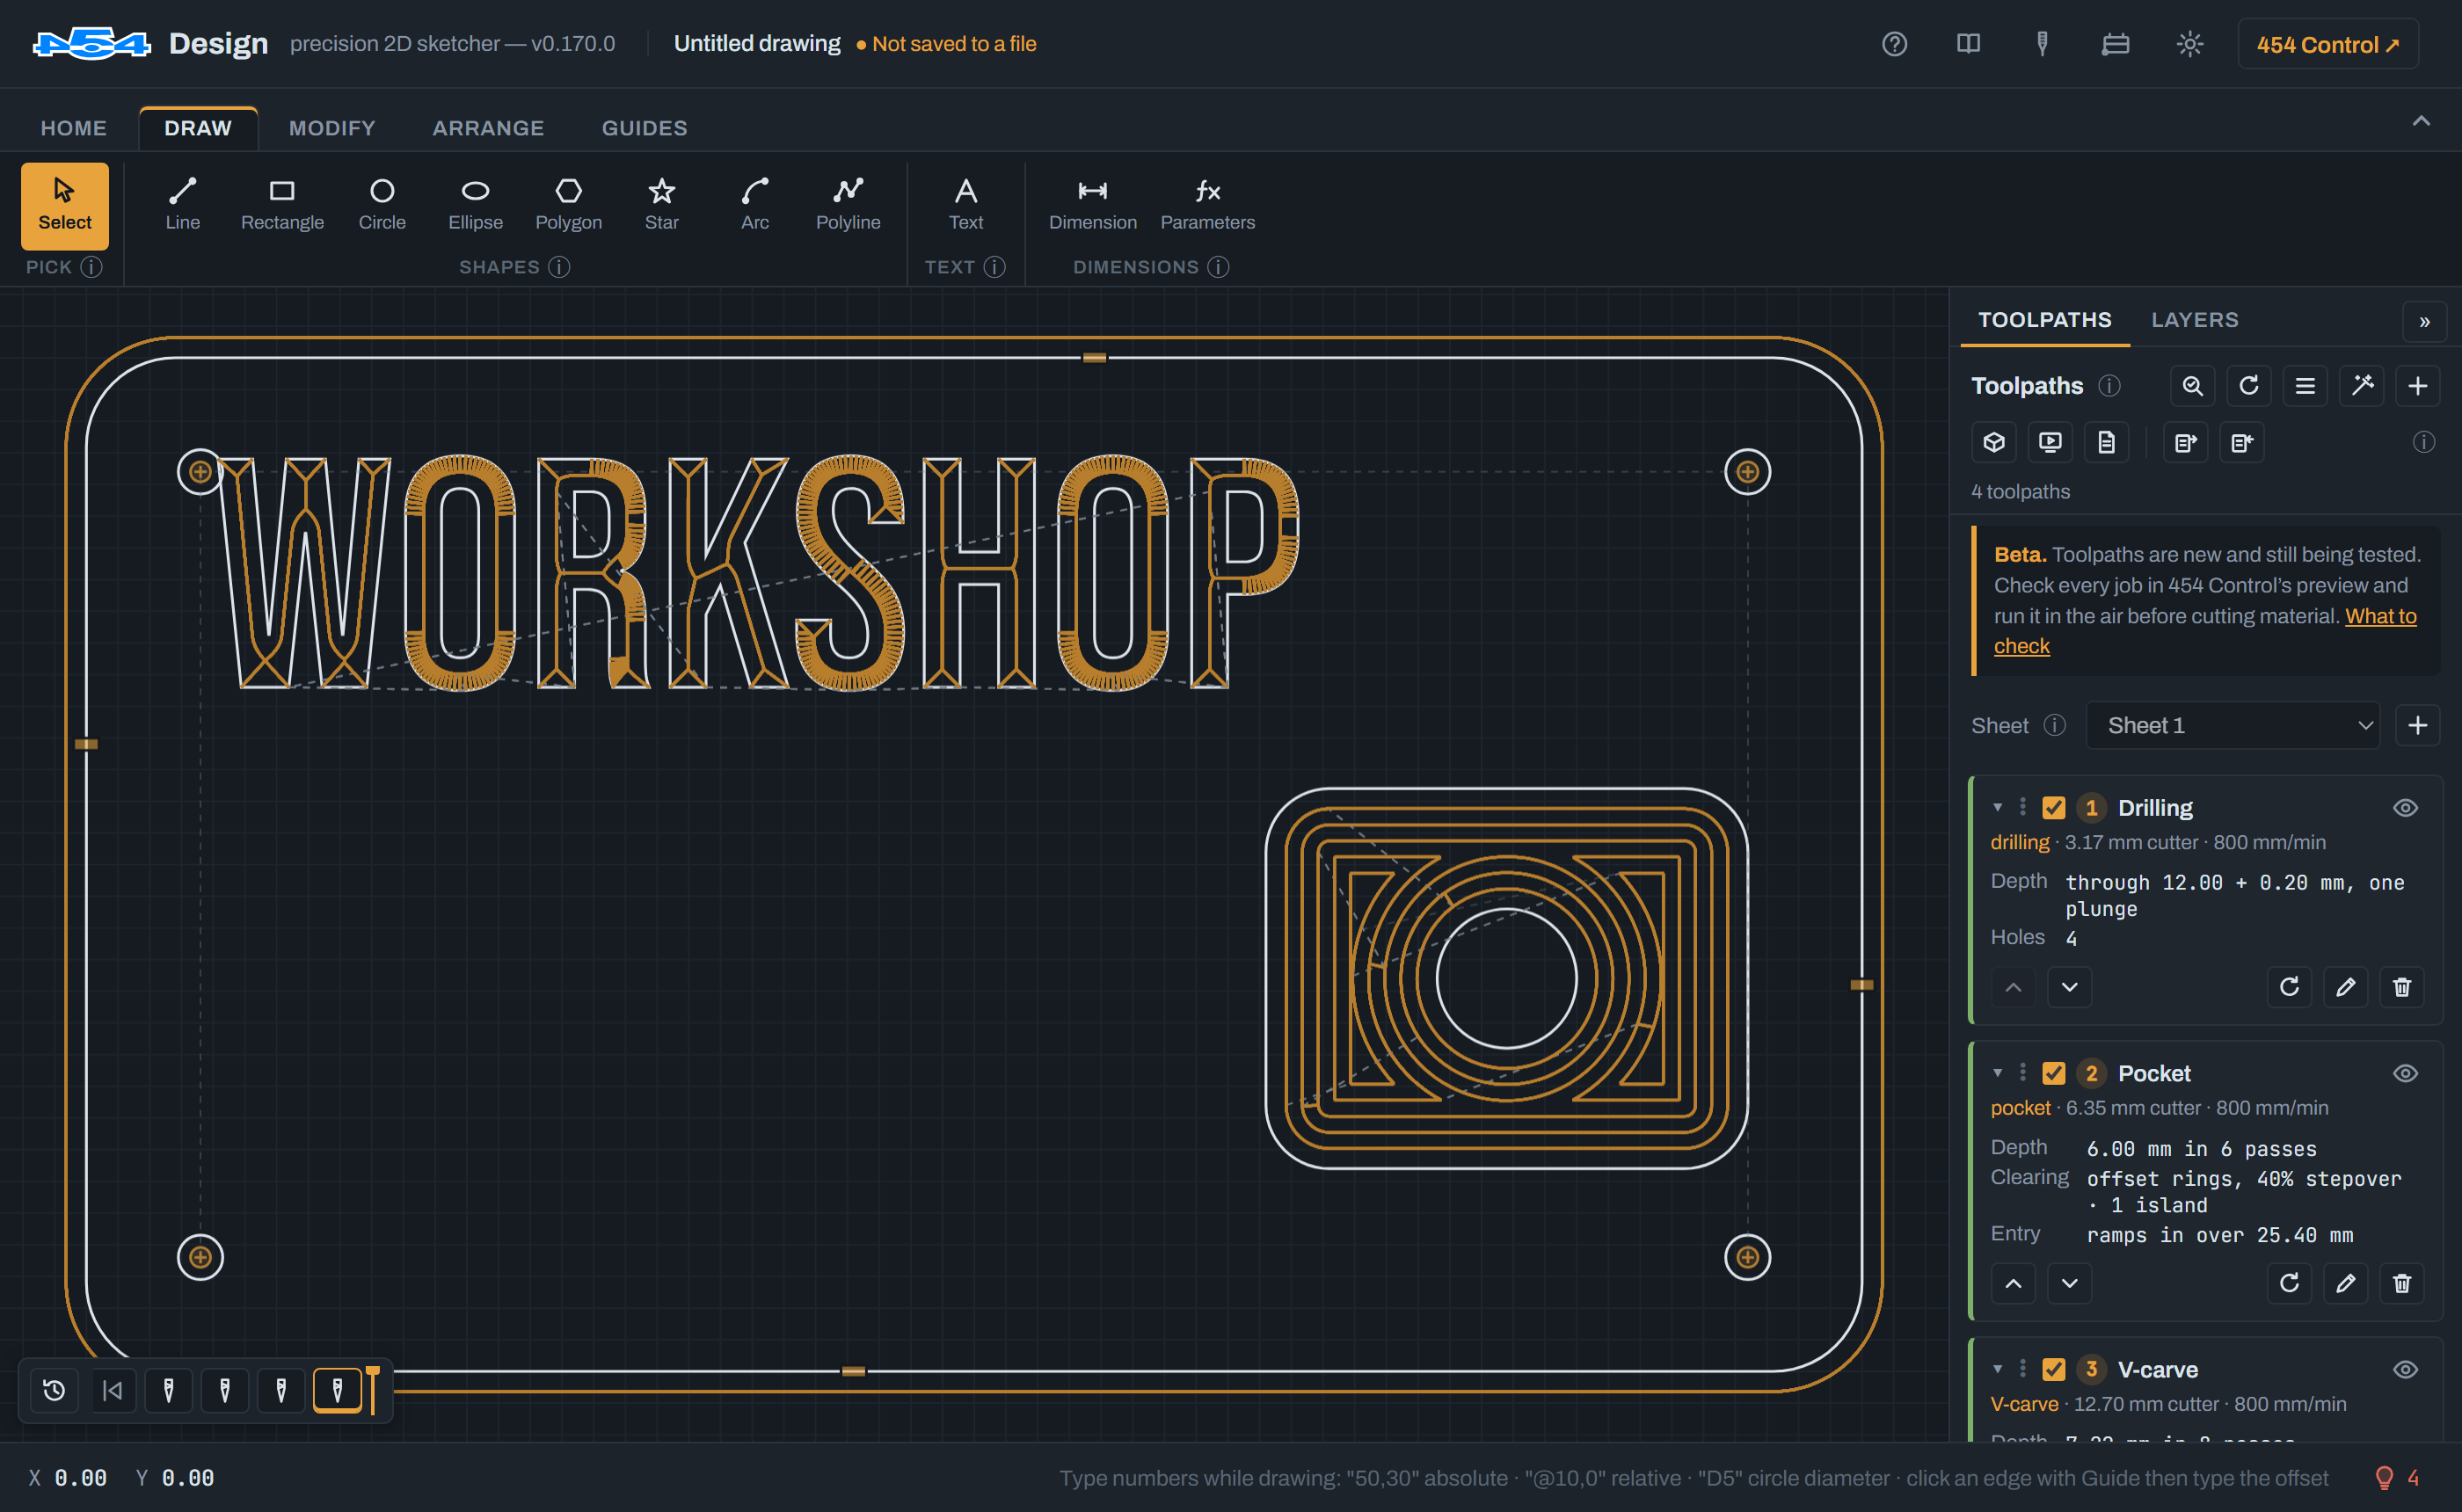 454 Design precision 2D sketcher — v0.170.0 Untitled drawing Not saved to a file 454 Control ↗
HOME DRAW MODIFY ARRANGE GUIDES
Select Line Rectangle Circle Ellipse Polygon Star Arc Polyline Text Dimension Parameters
PICK SHAPES TEXT DIMENSIONS
WORKSHOP
TOOLPATHS LAYERS »
Toolpaths
4 toolpaths
Beta. Toolpaths are new and still being tested.
Check every job in 454 Control’s preview and
run it in the air before cutting material. What to
check
Sheet Sheet 1
1 Drilling
drilling · 3.17 mm cutter · 800 mm/min
Depth through 12.00 + 0.20 mm, one
plunge
Holes 4
2 Pocket
pocket · 6.35 mm cutter · 800 mm/min
Depth 6.00 mm in 6 passes
Clearing offset rings, 40% stepover
· 1 island
Entry ramps in over 25.40 mm
3 V-carve
V-carve · 12.70 mm cutter · 800 mm/min
X 0.00 Y 0.00 Type numbers while drawing: "50,30" absolute · "@10,0" relative · "D5" circle diameter · click an edge with Guide then type the offset 4